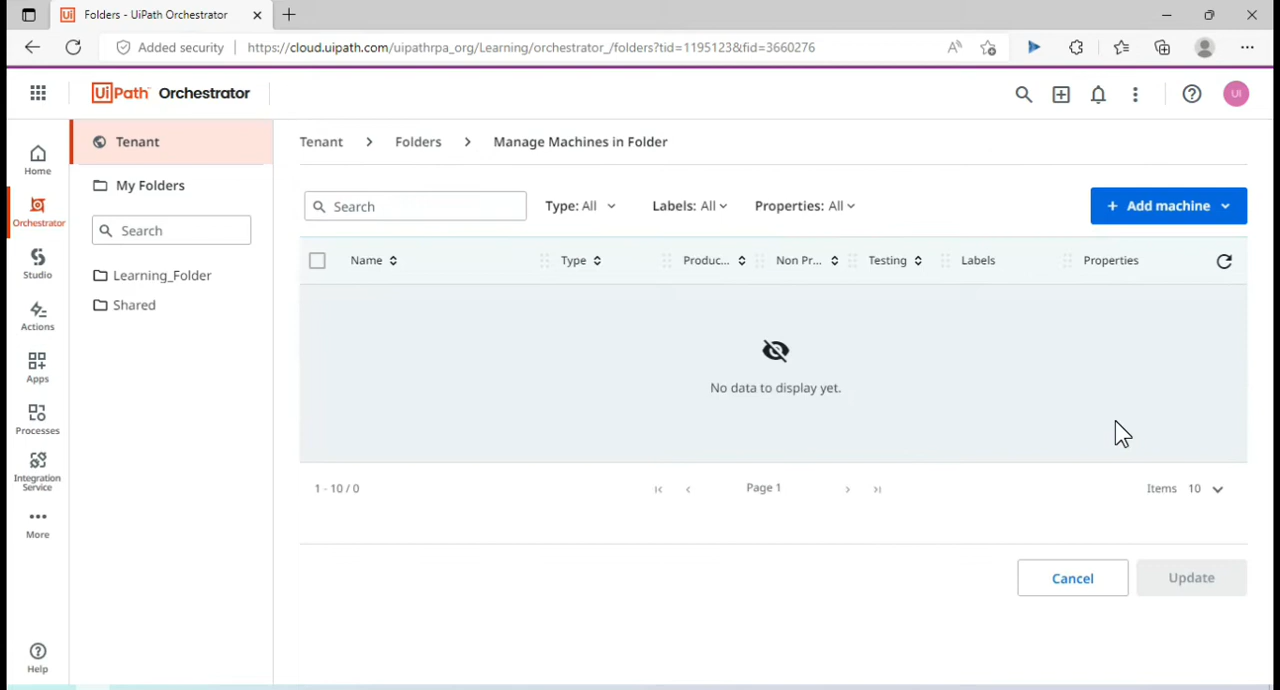 Folders - UiPath Orchestrator
Added security
https://cloud.uipath.com/uipathrpa_org/Learning/orchestrator_/folders?tid=1195123&fid=3660276
UiPath Orchestrator
UI
Home
Orchestrator
Studio
Actions
Apps
Processes
Integration
Service
More
Help
Tenant
My Folders
Search
Learning_Folder
Shared
Tenant > Folders > Manage Machines in Folder
Search
Type: All
Labels: All
Properties: All
+ Add machine
Name
Type
Produc...
Non Pr...
Testing
Labels
Properties
No data to display yet.
1 - 10 / 0
Page 1
Items 10
Cancel
Update